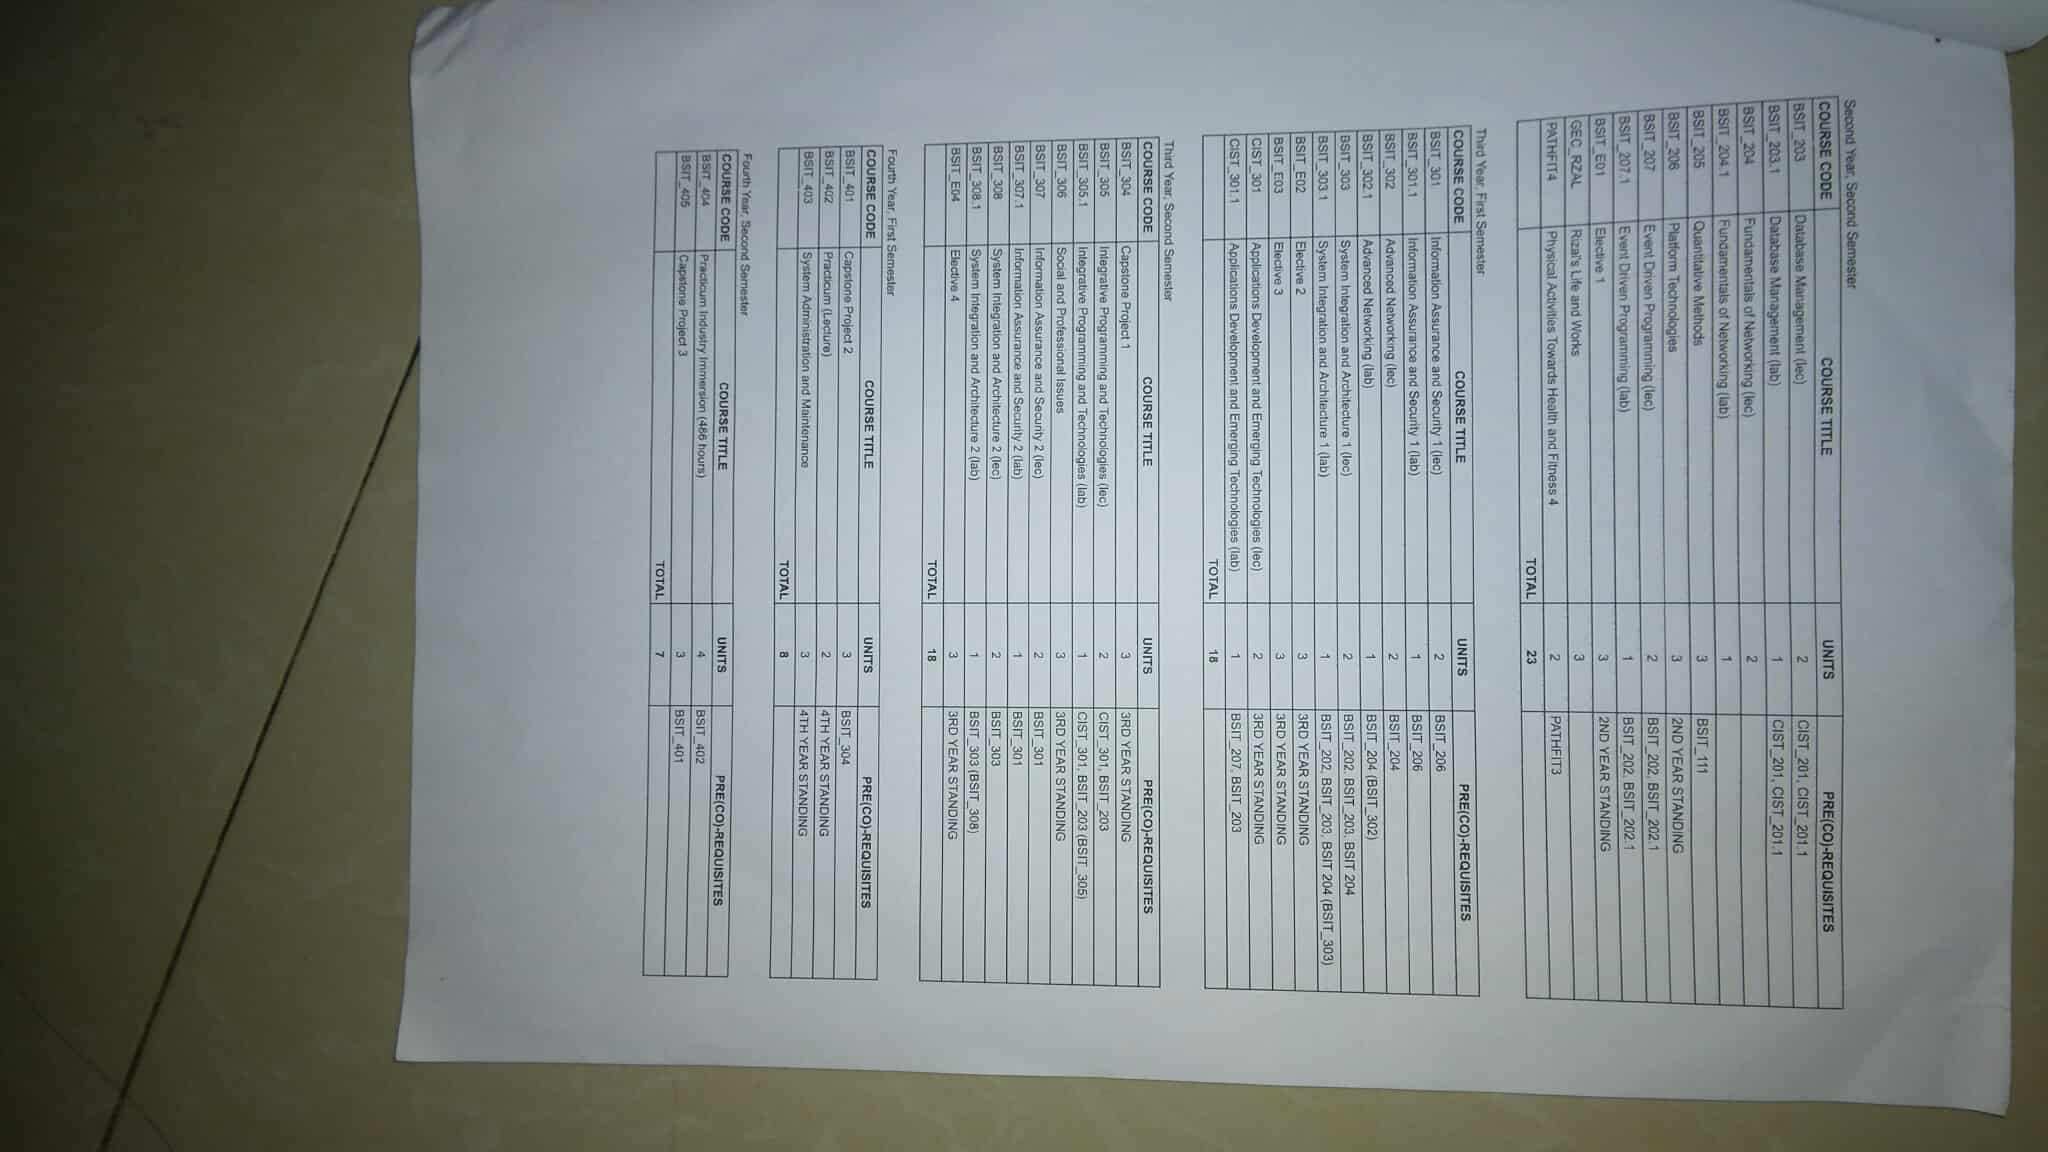 Second Year, Second Semester
COURSE CODE COURSE TITLE UNITS PRE(CO)-REQUISITES
BSIT_203 Database Management (lec) 2 CIST_201, CIST_201.1
BSIT_203.1 Database Management (lab) 1 CIST_201, CIST_201.1
BSIT_204 Fundamentals of Networking (lec) 2
BSIT_204.1 Fundamentals of Networking (lab) 1
BSIT_205 Quantitative Methods 3 BSIT_111
BSIT_206 Platform Technologies 3 2ND YEAR STANDING
BSIT_207 Event Driven Programming (lec) 2 BSIT_202, BSIT_202.1
BSIT_207.1 Event Driven Programming (lab) 1 BSIT_202, BSIT_202.1
BSIT_E01 Elective 1 3 2ND YEAR STANDING
GEC_RZAL Rizal's Life and Works 3
PATHFIT4 Physical Activities Towards Health and Fitness 4 2 PATHFIT3
TOTAL 23
Third Year, First Semester
COURSE CODE COURSE TITLE UNITS PRE(CO)-REQUISITES
BSIT_301 Information Assurance and Security 1 (lec) 2 BSIT_206
BSIT_301.1 Information Assurance and Security 1 (lab) 1 BSIT_206
BSIT_302 Advanced Networking (lec) 2 BSIT_204
BSIT_302.1 Advanced Networking (lab) 1 BSIT_204 (BSIT_302)
BSIT_303 System Integration and Architecture 1 (lec) 2 BSIT_202, BSIT_203, BSIT 204
BSIT_303.1 System Integration and Architecture 1 (lab) 1 BSIT_202, BSIT_203, BSIT 204 (BSIT_303)
BSIT_E02 Elective 2 3 3RD YEAR STANDING
BSIT_E03 Elective 3 3 3RD YEAR STANDING
CIST_301 Applications Development and Emerging Technologies (lec) 2 3RD YEAR STANDING
CIST_301.1 Applications Development and Emerging Technologies (lab) 1 BSIT_207, BSIT_203
TOTAL 18
Third Year, Second Semester
COURSE CODE COURSE TITLE UNITS PRE(CO)-REQUISITES
BSIT_304 Capstone Project 1 3 3RD YEAR STANDING
BSIT_305 Integrative Programming and Technologies (lec) 2 CIST_301, BSIT_203
BSIT_305.1 Integrative Programming and Technologies (lab) 1 CIST_301, BSIT_203 (BSIT_305)
BSIT_306 Social and Professional Issues 3 3RD YEAR STANDING
BSIT_307 Information Assurance and Security 2 (lec) 2 BSIT_301
BSIT_307.1 Information Assurance and Security 2 (lab) 1 BSIT_301
BSIT_308 System Integration and Architecture 2 (lec) 2 BSIT_303
BSIT_308.1 System Integration and Architecture 2 (lab) 1 BSIT_303 (BSIT_308)
BSIT_E04 Elective 4 3 3RD YEAR STANDING
TOTAL 18
Fourth Year, First Semester
COURSE CODE COURSE TITLE UNITS PRE(CO)-REQUISITES
BSIT_401 Capstone Project 2 3 BSIT_304
BSIT_402 Practicum (Lecture) 2 4TH YEAR STANDING
BSIT_403 System Administration and Maintenance 3 4TH YEAR STANDING
TOTAL 8
Fourth Year, Second Semester
COURSE CODE COURSE TITLE UNITS PRE(CO)-REQUISITES
BSIT_404 Practicum Industry Immersion (486 hours) 4 BSIT_402
BSIT_405 Capstone Project 3 3 BSIT_401
TOTAL 7